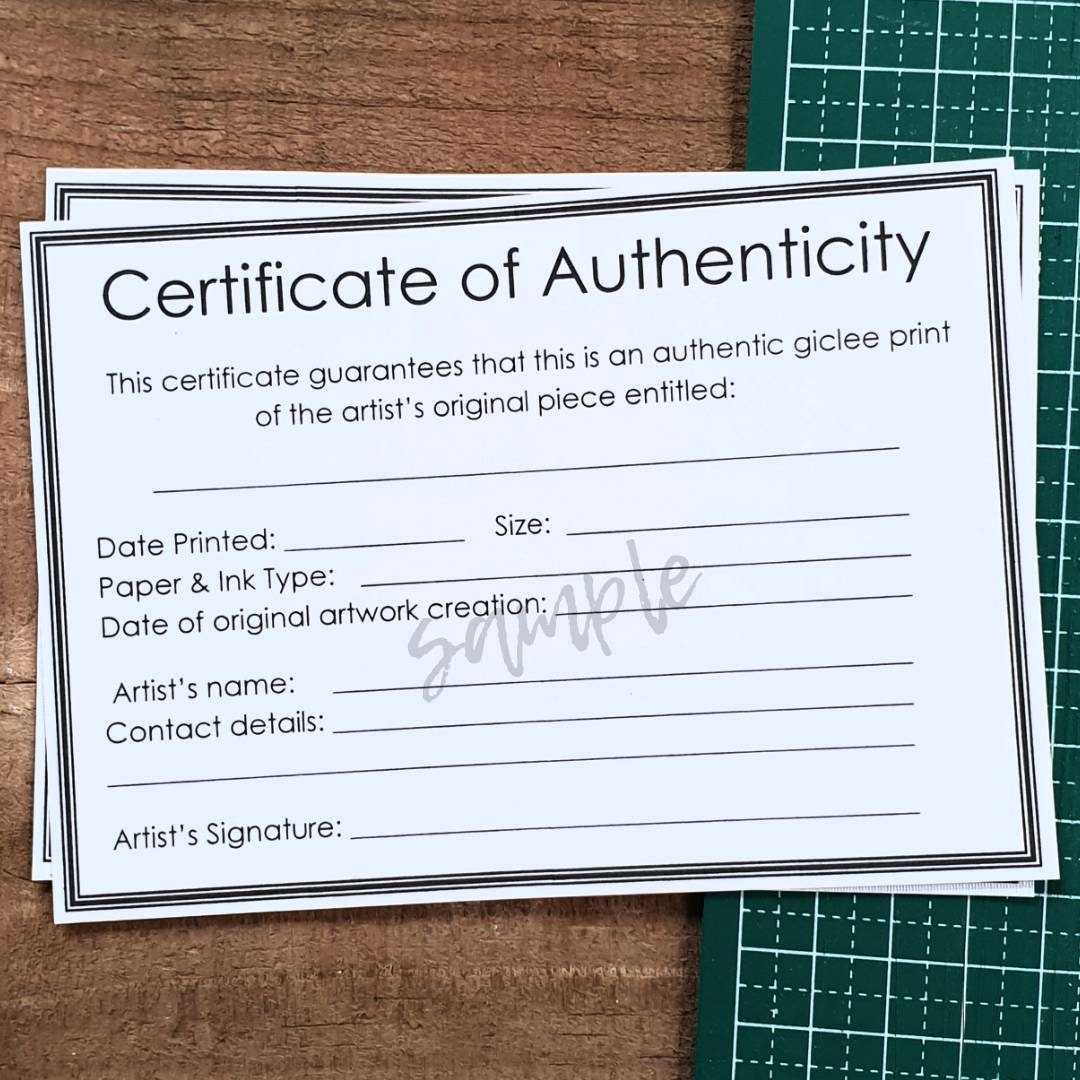 Certificate of Authenticity
This certificate guarantees that this is an authentic giclee print
of the artist's original piece entitled:
Date Printed: Size:
Paper & Ink Type:
Date of original artwork creation:
sample
Artist's name:
Contact details:
Artist's Signature: